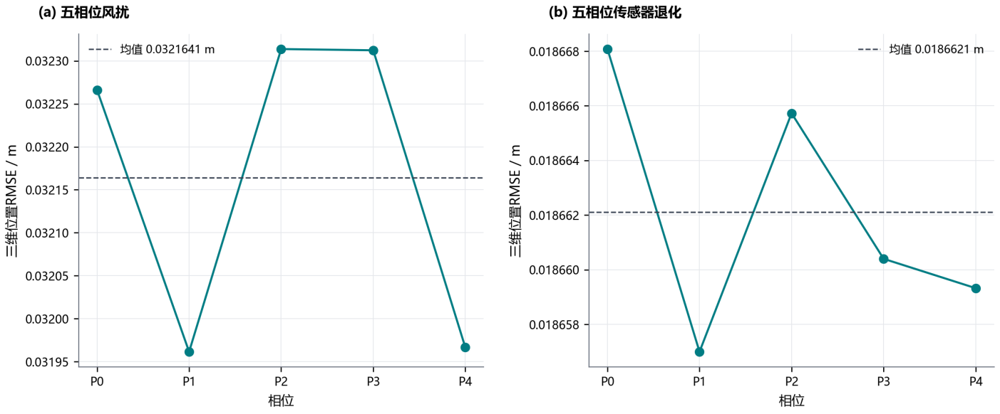 (a) 五相位风扰
均值 0.0321641 m
0.03230
0.03225
0.03220
0.03215
0.03210
0.03205
0.03200
0.03195
三维位置RMSE / m
P0 P1 P2 P3 P4
相位
(b) 五相位传感器退化
均值 0.0186621 m
0.018668
0.018666
0.018664
0.018662
0.018660
0.018658
三维位置RMSE / m
P0 P1 P2 P3 P4
相位